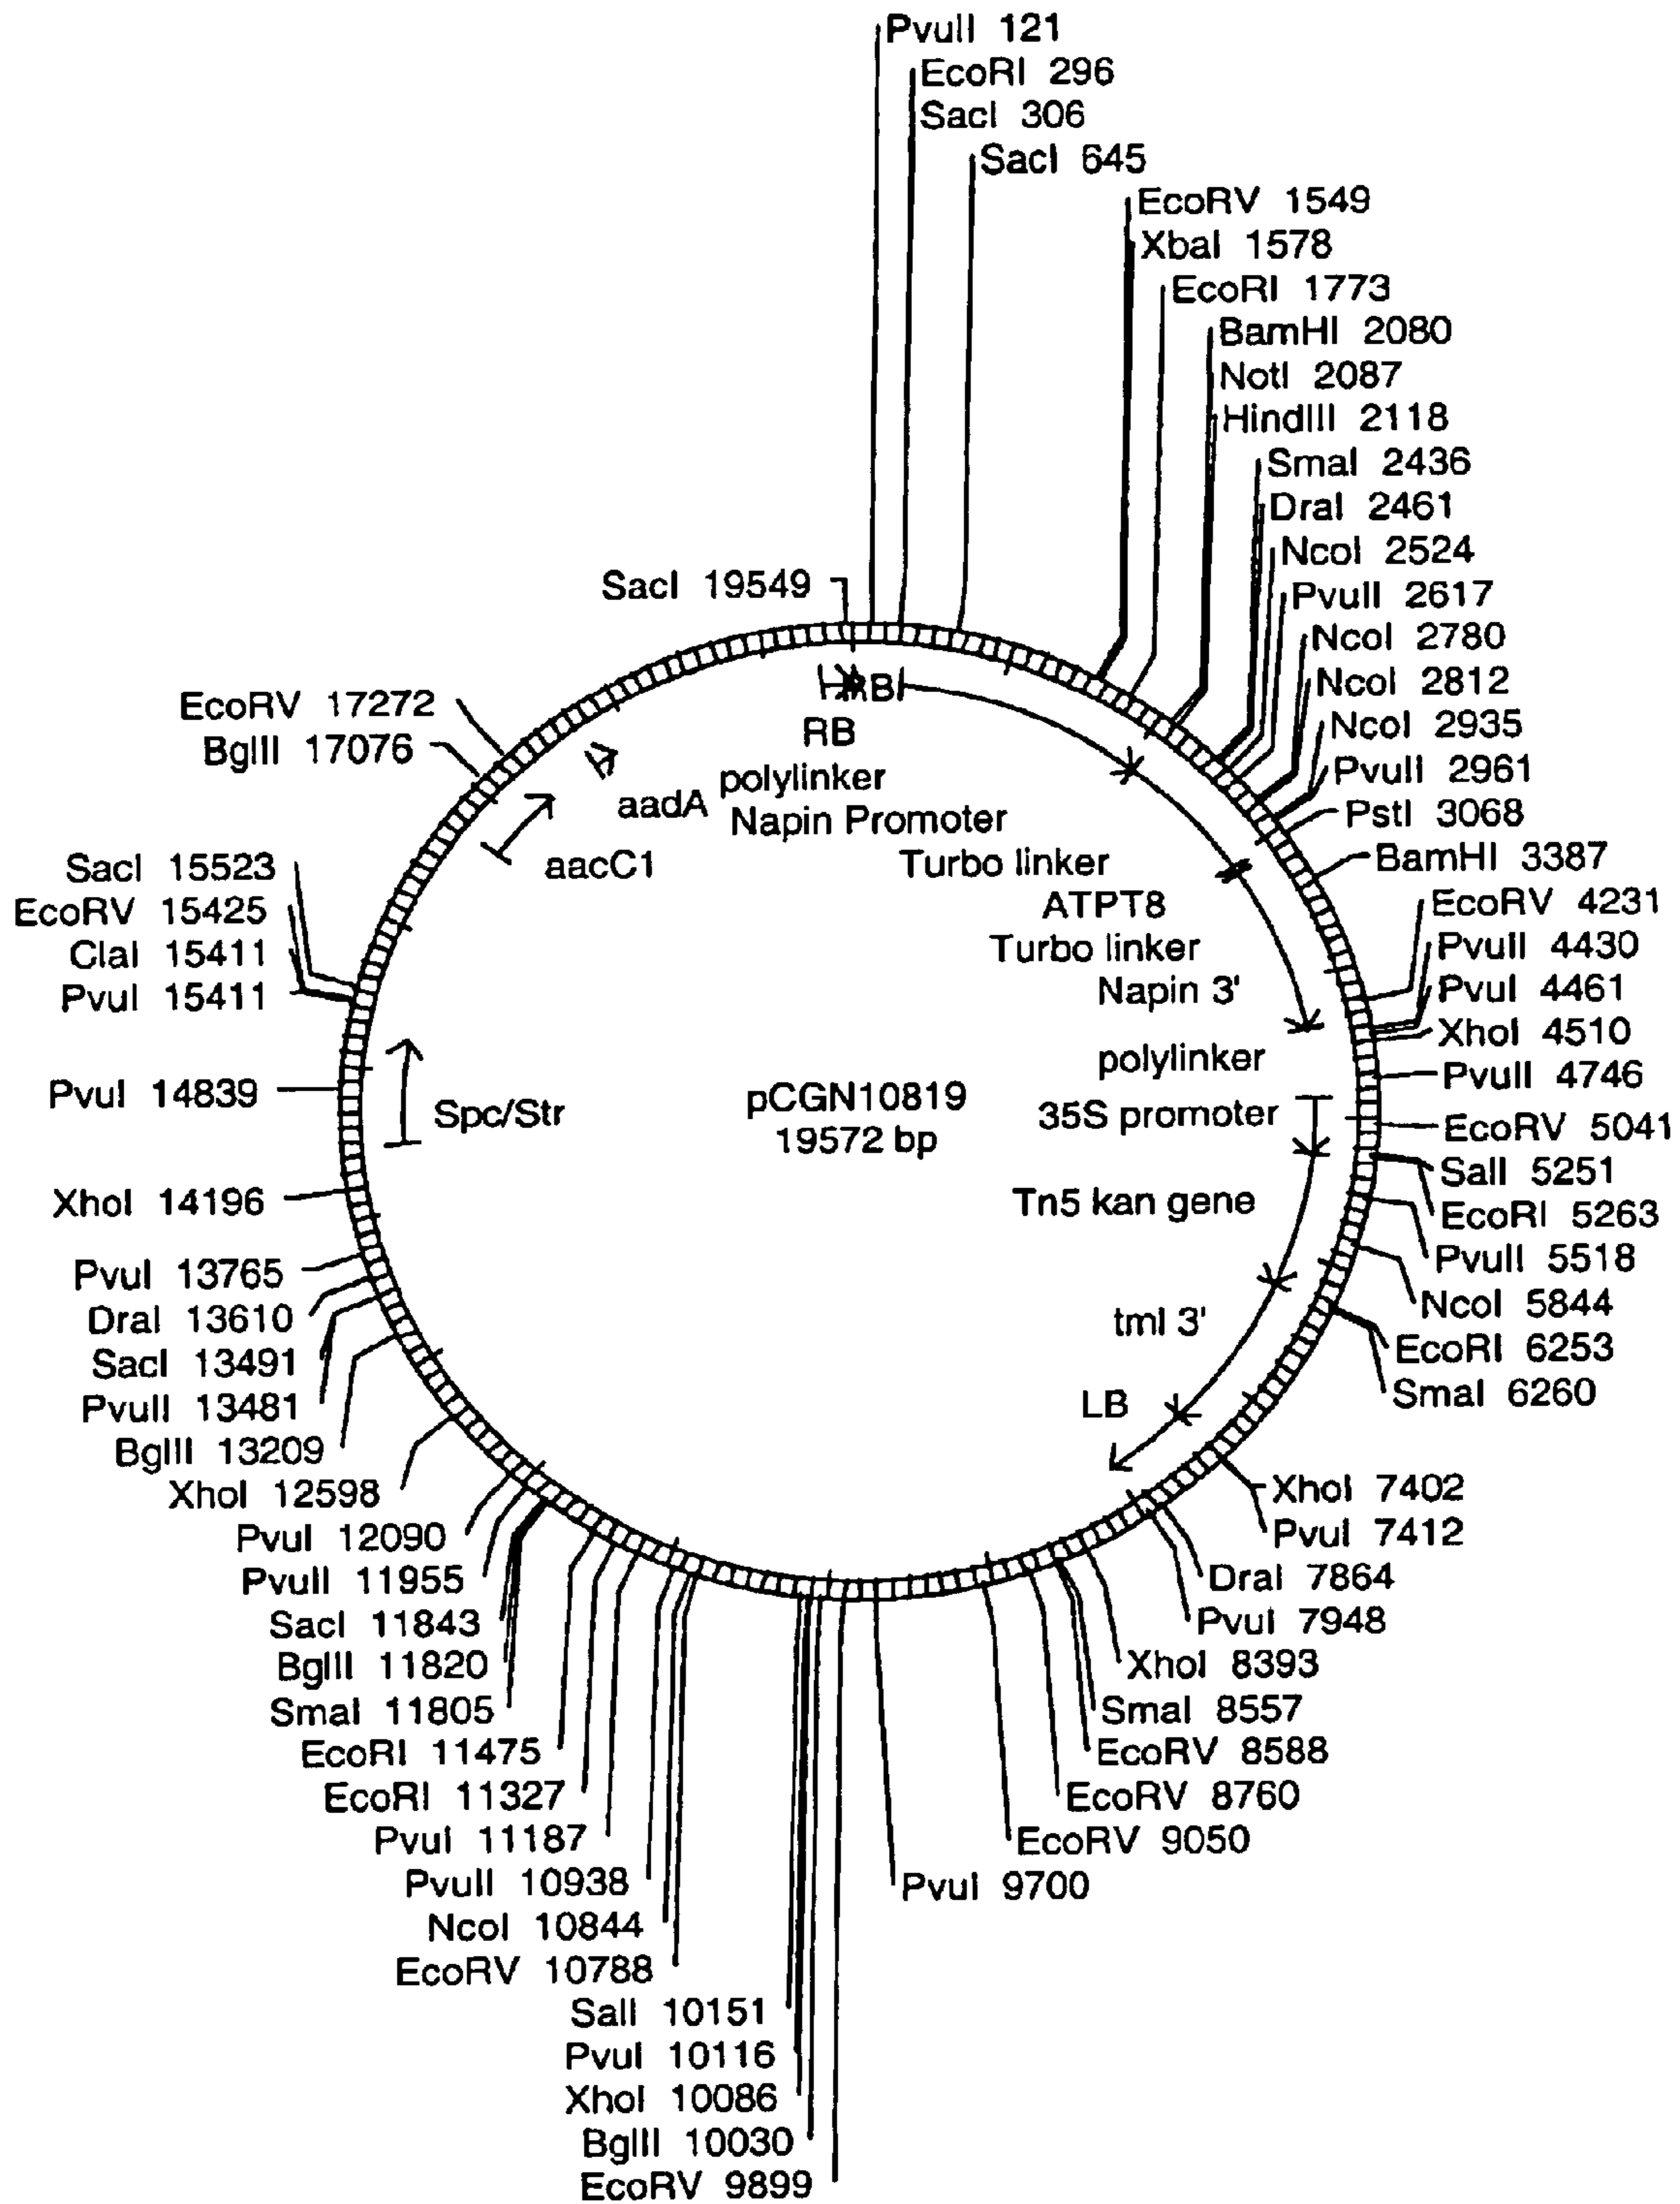 PvuII 121
EcoRI 296
SacI 306
SacI 645
EcoRV 1549
XbaI 1578
EcoRI 1773
BamHI 2080
NotI 2087
HindIII 2118
SmaI 2436
DraI 2461
NcoI 2524
PvuII 2617
NcoI 2780
NcoI 2812
NcoI 2935
PvuII 2961
PstI 3068
BamHI 3387
EcoRV 4231
PvuII 4430
PvuI 4461
XhoI 4510
PvuII 4746
EcoRV 5041
SalI 5251
EcoRI 5263
PvuII 5518
NcoI 5844
EcoRI 6253
SmaI 6260
XhoI 7402
PvuI 7412
DraI 7864
PvuI 7948
XhoI 8393
SmaI 8557
EcoRV 8588
EcoRV 8760
EcoRV 9050
PvuI 9700
SacI 19549
EcoRV 17272
BglII 17076
SacI 15523
EcoRV 15425
ClaI 15411
PvuI 15411
PvuI 14839
XhoI 14196
PvuI 13765
DraI 13610
SacI 13491
PvuII 13481
BglII 13209
XhoI 12598
PvuI 12090
PvuII 11955
SacI 11843
BglII 11820
SmaI 11805
EcoRI 11475
EcoRI 11327
PvuI 11187
PvuII 10938
NcoI 10844
EcoRV 10788
SalI 10151
PvuI 10116
XhoI 10086
BglII 10030
EcoRV 9899
RB
RB
polylinker
aadA
Napin Promoter
aacC1
Turbo linker
ATPT8
Turbo linker
Napin 3'
polylinker
pCGN10819
19572 bp
35S promoter
Spc/Str
Tn5 kan gene
tml 3'
LB